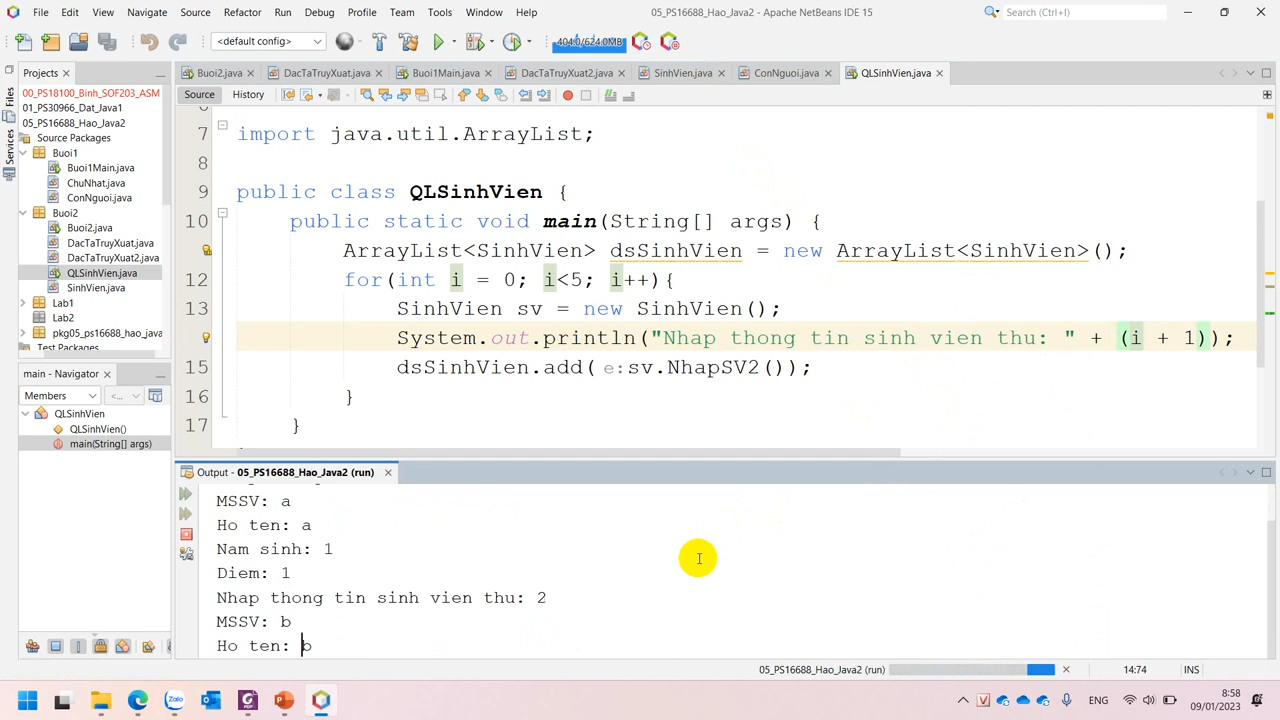 File Edit View Navigate Source Refactor Run Debug Profile Team Tools Window Help
05_PS16688_Hao_Java2 - Apache NetBeans IDE 15
Search (Ctrl+I)
<default config>
404.0/624.0MB
Projects
Buoi2.java DacTaTruyXuat.java Buoi1Main.java DacTaTruyXuat2.java SinhVien.java ConNguoi.java QLSinhVien.java
Files
Services
00_PS18100_Binh_SOF203_ASM
01_PS30966_Dat_Java1
05_PS16688_Hao_Java2
Source Packages
Buoi1
Buoi1Main.java
ChuNhat.java
ConNguoi.java
Buoi2
Buoi2.java
DacTaTruyXuat.java
DacTaTruyXuat2.java
QLSinhVien.java
SinhVien.java
Lab1
Lab2
pkg05_ps16688_hao_java
Test Packages
main - Navigator
Members <...
QLSinhVien
QLSinhVien()
main(String[] args)
Source History
6
7 import java.util.ArrayList;
8
9 public class QLSinhVien {
10 public static void main(String[] args) {
ArrayList<SinhVien> dsSinhVien = new ArrayList<SinhVien>();
12 for(int i = 0; i<5; i++){
13 SinhVien sv = new SinhVien();
System.out.println("Nhap thong tin sinh vien thu: " + (i + 1));
15 dsSinhVien.add( e: sv.NhapSV2());
16 }
17 }
Output - 05_PS16688_Hao_Java2 (run)
MSSV: a
Ho ten: a
Nam sinh: 1
Diem: 1
Nhap thong tin sinh vien thu: 2
MSSV: b
Ho ten: b
05_PS16688_Hao_Java2 (run) 14:74 INS
Zalo
ENG
8:58
09/01/2023